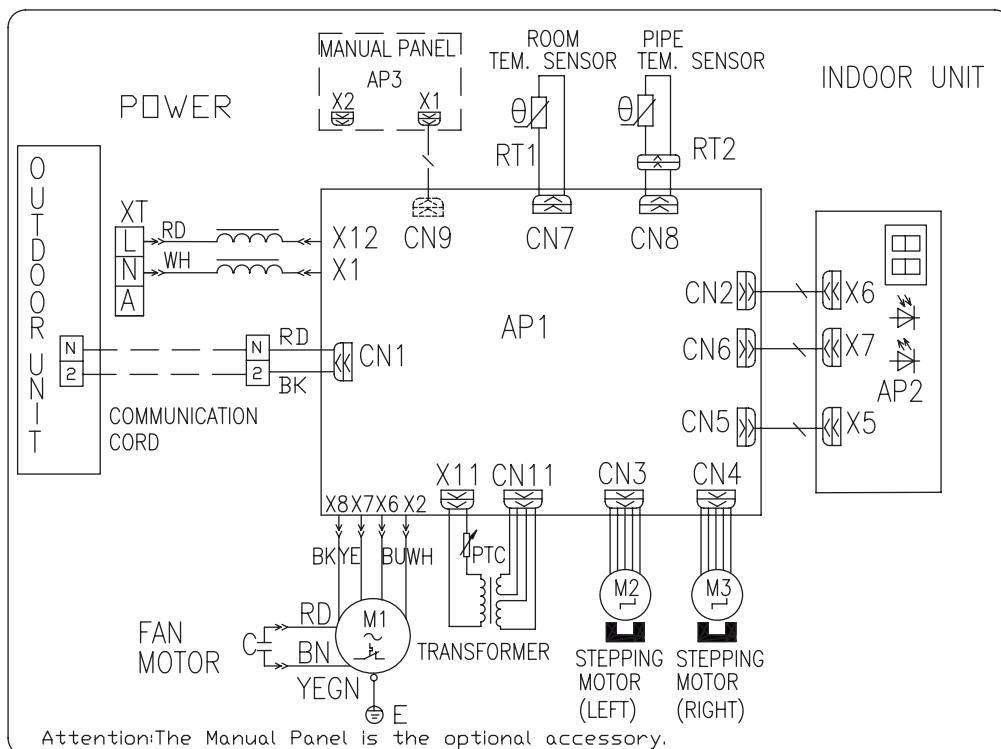 MANUAL PANEL
AP3
X2 X1
ROOM
TEM. SENSOR
PIPE
TEM. SENSOR
INDOOR UNIT
POWER
θ
θ
RT1
RT2
OUTDOOR UNIT
XT
L
N
A
RD
WH
X12
X1
CN9
CN7
CN8
AP1
CN2
X6
CN6
X7
AP2
CN5
X5
N
2
N
2
RD
BK
CN1
COMMUNICATION
CORD
X11
CN11
CN3
CN4
X8 X7 X6 X2
BK YE BU WH
PTC
M2
M3
M1
RD
BN
YEGN
C
E
FAN
MOTOR
TRANSFORMER
STEPPING
MOTOR
(LEFT)
STEPPING
MOTOR
(RIGHT)
Attention:The Manual Panel is the optional accessory.